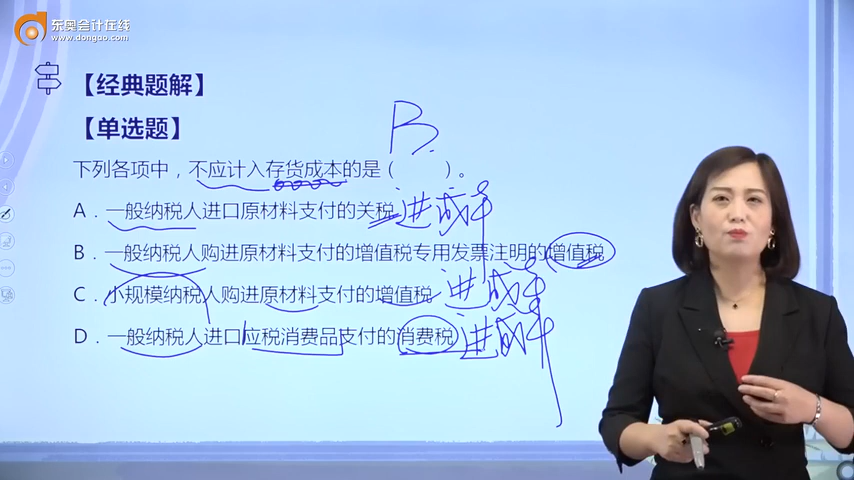 东奥会计在线
www.dongao.com
【经典题解】
【单选题】
B.
下列各项中，不应计入存货成本的是（ ）。
A．一般纳税人进口原材料支付的关税 进成本
B．一般纳税人购进原材料支付的增值税专用发票注明的增值税
C．小规模纳税人购进原材料支付的增值税 进成本
D．一般纳税人进口应税消费品支付的消费税 进成本